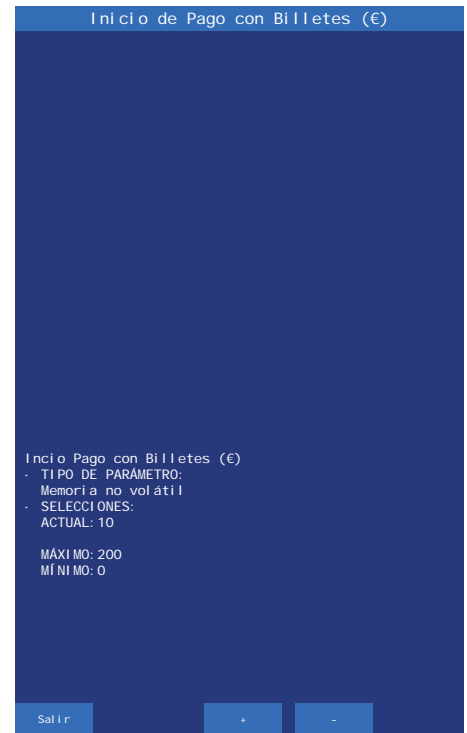 Inicio de Pago con Billetes (€)
Incio Pago con Billetes (€)
· TIPO DE PARÁMETRO:
Memoria no volátil
· SELECCIONES:
ACTUAL: 10
MÁXIMO: 200
MÍNIMO: 0
Salir + -